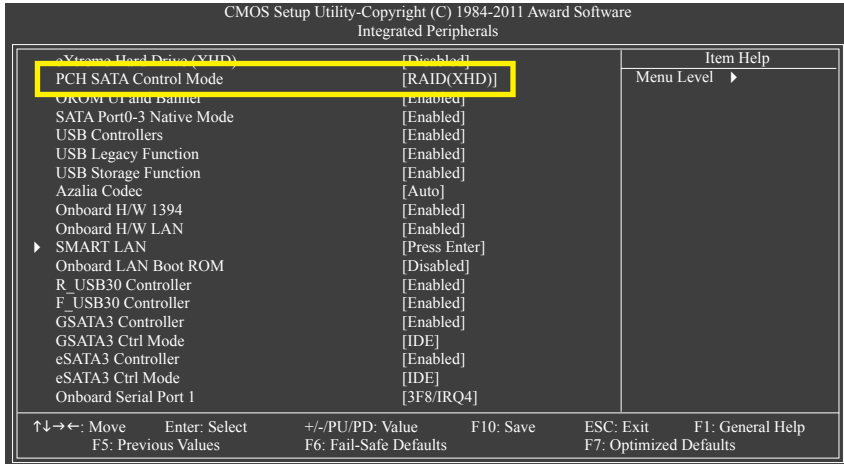 CMOS Setup Utility-Copyright (C) 1984-2011 Award Software
Integrated Peripherals
eXtreme Hard Drive (XHD) [Disabled]
Item Help
PCH SATA Control Mode [RAID(XHD)]
Menu Level ▶
OROM UI and Banner [Enabled]
SATA Port0-3 Native Mode [Enabled]
USB Controllers [Enabled]
USB Legacy Function [Enabled]
USB Storage Function [Enabled]
Azalia Codec [Auto]
Onboard H/W 1394 [Enabled]
Onboard H/W LAN [Enabled]
▶ SMART LAN [Press Enter]
Onboard LAN Boot ROM [Disabled]
R_USB30 Controller [Enabled]
F_USB30 Controller [Enabled]
GSATA3 Controller [Enabled]
GSATA3 Ctrl Mode [IDE]
eSATA3 Controller [Enabled]
eSATA3 Ctrl Mode [IDE]
Onboard Serial Port 1 [3F8/IRQ4]
↑↓→←: Move Enter: Select +/-/PU/PD: Value F10: Save ESC: Exit F1: General Help
F5: Previous Values F6: Fail-Safe Defaults F7: Optimized Defaults